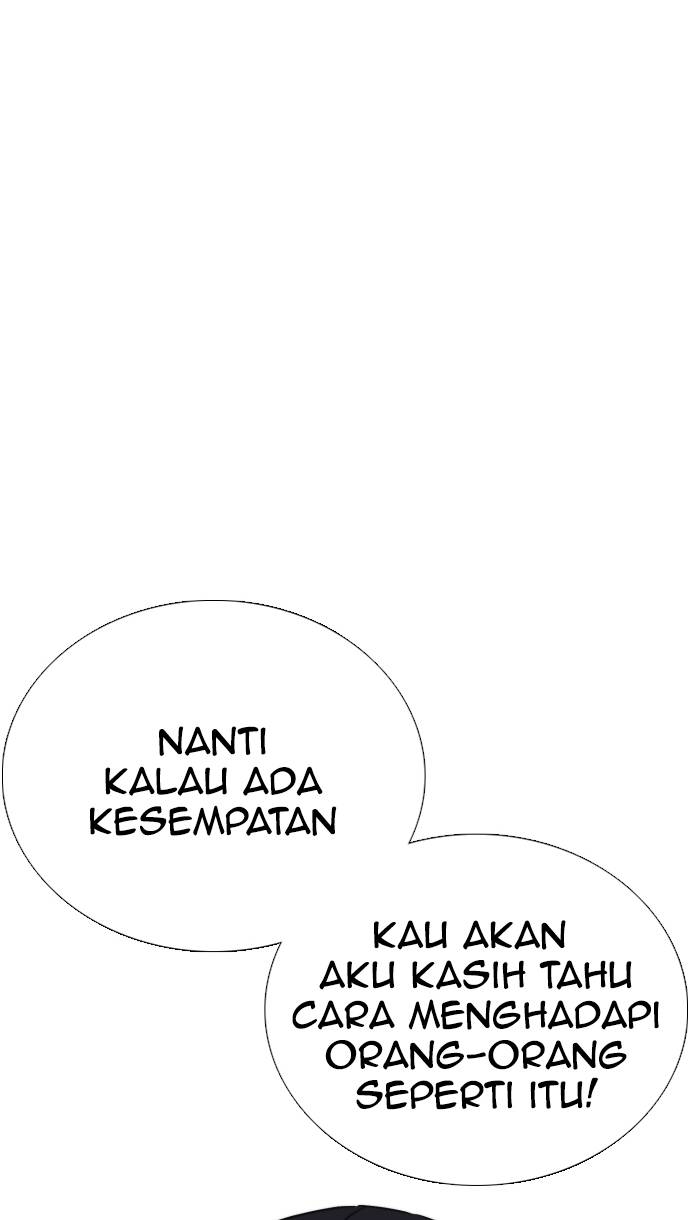 NANTI
KALAU ADA
KESEMPATAN
KAU AKAN
AKU KASIH TAHU
CARA MENGHADAPI
ORANG-ORANG
SEPERTI ITU!